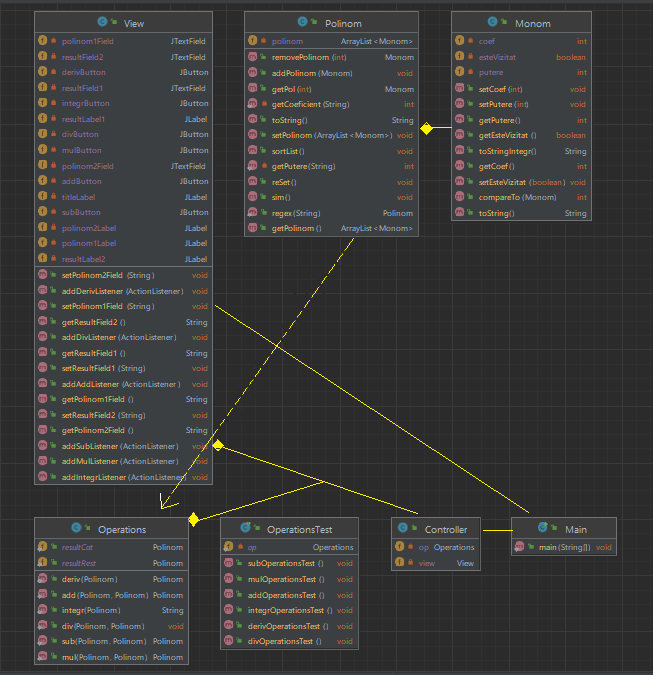 View
polinom1Field JTextField
resultField2 JTextField
derivButton JButton
resultField1 JTextField
integrButton JButton
resultLabel1 JLabel
divButton JButton
mulButton JButton
polinom2Field JTextField
addButton JButton
titleLabel JLabel
subButton JButton
polinom2Label JLabel
polinom1Label JLabel
resultLabel2 JLabel
setPolinom2Field (String) void
addDerivListener (ActionListener) void
setPolinom1Field (String) void
getResultField2 () String
addDivListener (ActionListener) void
getResultField1 () String
setResultField1 (String) void
addAddListener (ActionListener) void
getPolinom1Field () String
setResultField2 (String) void
getPolinom2Field () String
addSubListener (ActionListener) void
addMulListener (ActionListener) void
addIntegrListener (ActionListener) void
Polinom
polinom ArrayList <Monom>
removePolinom (int) Monom
addPolinom (Monom) void
getPol (int) Monom
getCoeficient (String) int
toString() String
setPolinom (ArrayList <Monom>) void
sortList() void
getPutere(String) int
reSet() void
sim() void
regex(String) Polinom
getPolinom () ArrayList <Monom>
Monom
coef int
esteVizitat boolean
putere int
setCoef (int) void
setPutere (int) void
getPutere() int
getEsteVizitat () boolean
toStringIntegr() String
getCoef() int
setEsteVizitat (boolean) void
compareTo (Monom) int
toString() String
Operations
resultCat Polinom
resultRest Polinom
deriv(Polinom) Polinom
add(Polinom, Polinom) Polinom
integr(Polinom) String
div(Polinom, Polinom) void
sub(Polinom, Polinom) Polinom
mul(Polinom, Polinom) Polinom
OperationsTest
op Operations
subOperationsTest () void
mulOperationsTest () void
addOperationsTest () void
integrOperationsTest () void
derivOperationsTest () void
divOperationsTest () void
Controller
op Operations
view View
Main
main(String[]) void